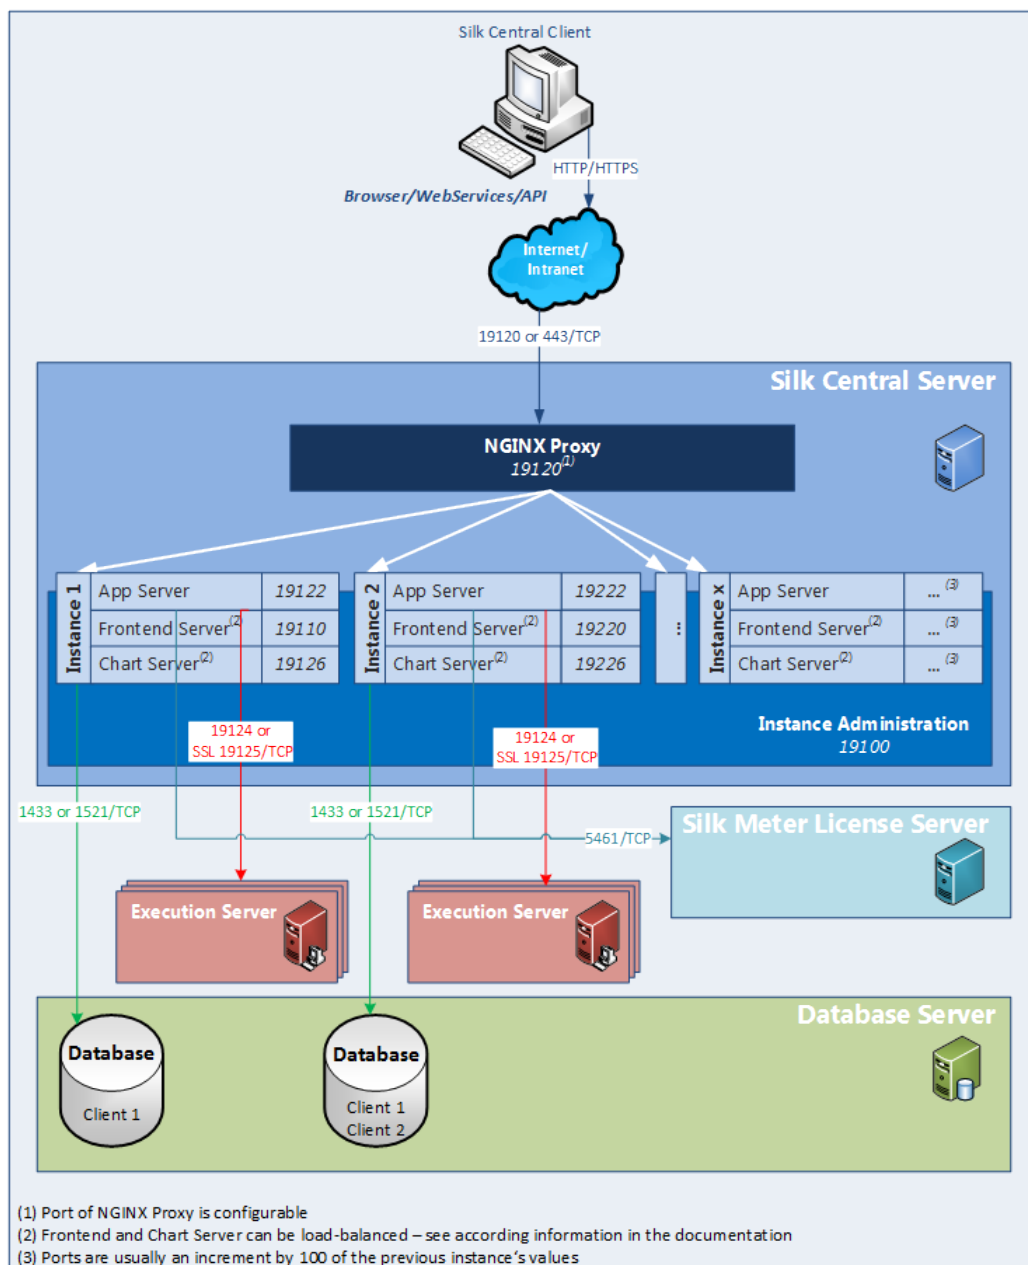 Silk Central Client
HTTP/HTTPS
Browser/WebServices/API
Internet/
Intranet
19120 or 443/TCP
Silk Central Server
NGINX Proxy
19120(1)
Instance 1
App Server 19122
Frontend Server(2) 19110
Chart Server(2) 19126
Instance 2
App Server 19222
Frontend Server(2) 19220
Chart Server(2) 19226
...
Instance x
App Server ... (3)
Frontend Server(2) ... (3)
Chart Server(2) ... (3)
19124 or
SSL 19125/TCP
19124 or
SSL 19125/TCP
Instance Administration
19100
1433 or 1521/TCP
1433 or 1521/TCP
5461/TCP
Silk Meter License Server
Execution Server
Execution Server
Database Server
Database
Client 1
Database
Client 1
Client 2
(1) Port of NGINX Proxy is configurable
(2) Frontend and Chart Server can be load-balanced – see according information in the documentation
(3) Ports are usually an increment by 100 of the previous instance's values